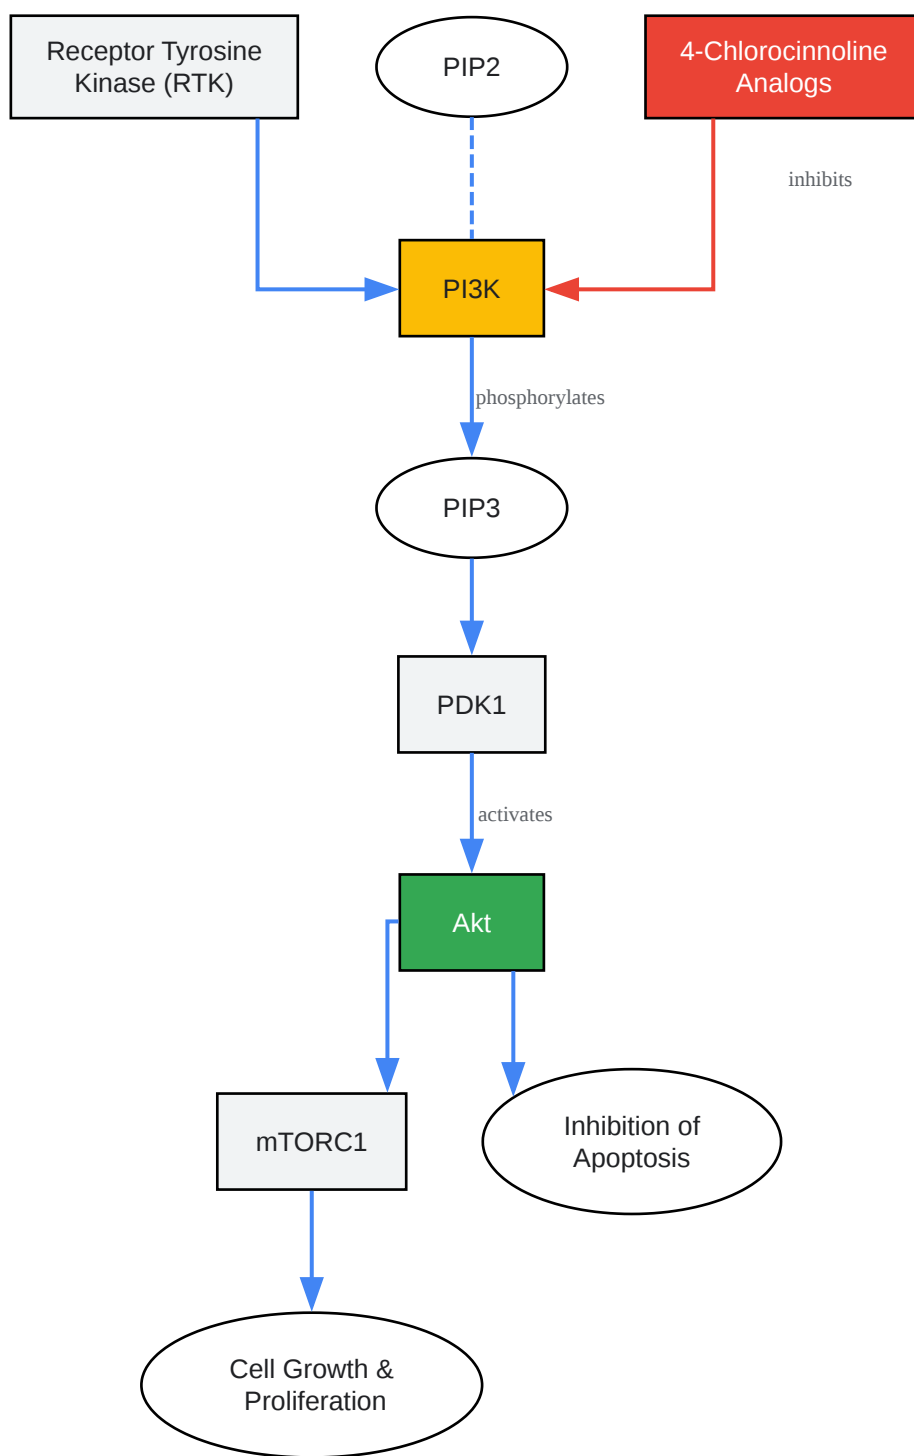 Receptor Tyrosine
Kinase (RTK)
PIP2
4-Chlorocinnoline
Analogs
inhibits
PI3K
phosphorylates
PIP3
PDK1
activates
Akt
mTORC1
Inhibition of
Apoptosis
Cell Growth &
Proliferation